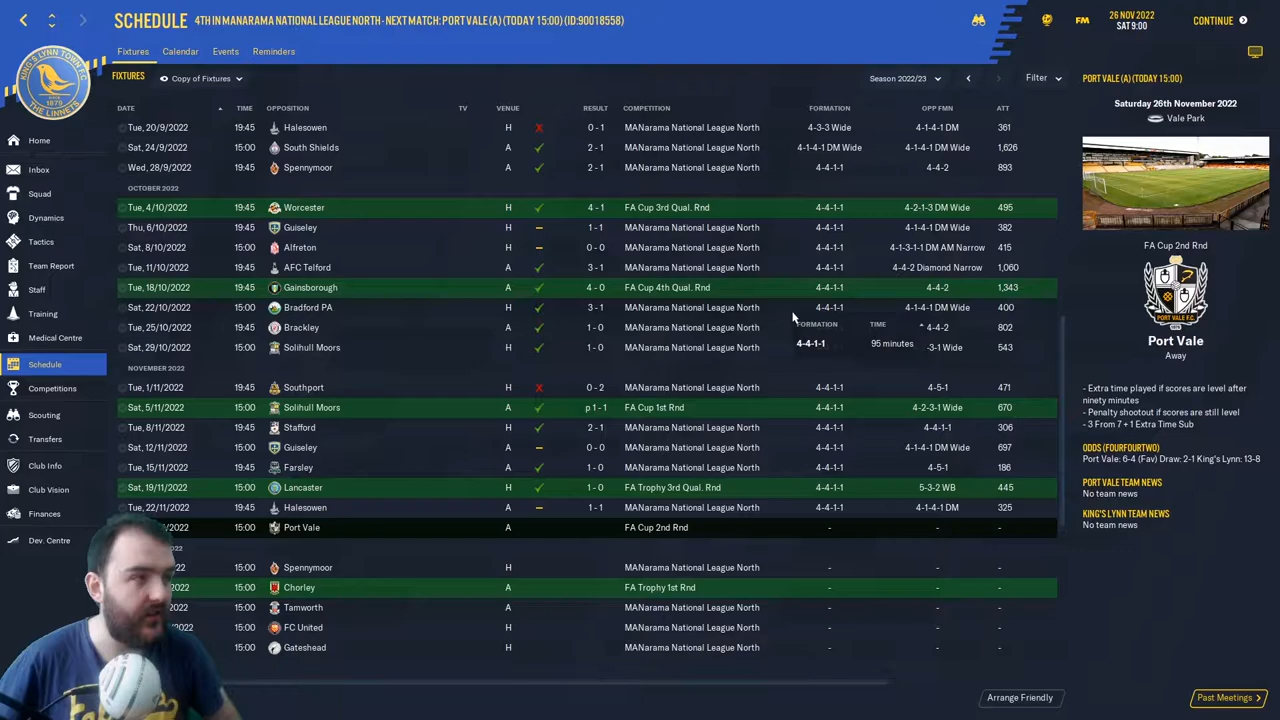 SCHEDULE 4TH IN MANARAMA NATIONAL LEAGUE NORTH - NEXT MATCH: PORT VALE (A) (TODAY 15:00) (ID:90018558)
FM 26 NOV 2022 SAT 9:00 CONTINUE
Fixtures Calendar Events Reminders
KING'S LYNN TOWN F.C.
1879
THE LINNETS
FIXTURES Copy of Fixtures Season 2022/23 Filter
DATE TIME OPPOSITION TV VENUE RESULT COMPETITION FORMATION OPP FMN ATT
Tue, 20/9/2022 19:45 Halesowen H X 0 - 1 MANarama National League North 4-3-3 Wide 4-1-4-1 DM 361
Sat, 24/9/2022 15:00 South Shields A 2 - 1 MANarama National League North 4-1-4-1 DM Wide 4-1-4-1 DM Wide 1,626
Wed, 28/9/2022 19:45 Spennymoor H 2 - 1 MANarama National League North 4-4-1-1 4-4-2 893
OCTOBER 2022
Tue, 4/10/2022 19:45 Worcester H 4 - 1 FA Cup 3rd Qual. Rnd 4-4-1-1 4-2-1-3 DM Wide 495
Thu, 6/10/2022 19:45 Guiseley H 1 - 1 MANarama National League North 4-4-1-1 4-1-4-1 DM Wide 382
Sat, 8/10/2022 15:00 Alfreton H 0 - 0 MANarama National League North 4-4-1-1 4-1-3-1-1 DM AM Narrow 415
Tue, 11/10/2022 19:45 AFC Telford A 3 - 1 MANarama National League North 4-4-1-1 4-4-2 Diamond Narrow 1,060
Tue, 18/10/2022 19:45 Gainsborough A 4 - 0 FA Cup 4th Qual. Rnd 4-4-1-1 4-4-2 1,343
Sat, 22/10/2022 15:00 Bradford PA H 3 - 1 MANarama National League North 4-4-1-1 4-1-4-1 DM Wide 400
Tue, 25/10/2022 19:45 Brackley A 1 - 0 MANarama National League North 4-4-2 802
FORMATION TIME
4-4-1-1 95 minutes
Sat, 29/10/2022 15:00 Solihull Moors H 1 - 0 MANarama National League North -3-1 Wide 543
NOVEMBER 2022
Tue, 1/11/2022 19:45 Southport H X 0 - 2 MANarama National League North 4-4-1-1 4-5-1 471
Sat, 5/11/2022 15:00 Solihull Moors A p 1 - 1 FA Cup 1st Rnd 4-4-1-1 4-2-3-1 Wide 670
Tue, 8/11/2022 19:45 Stafford H 2 - 1 MANarama National League North 4-4-1-1 4-4-1-1 306
Sat, 12/11/2022 15:00 Guiseley A 0 - 0 MANarama National League North 4-4-1-1 4-1-4-1 DM Wide 697
Tue, 15/11/2022 19:45 Farsley A 1 - 0 MANarama National League North 4-4-1-1 4-5-1 186
Sat, 19/11/2022 15:00 Lancaster H 1 - 0 FA Trophy 3rd Qual. Rnd 4-4-1-1 5-3-2 WB 445
Tue, 22/11/2022 19:45 Halesowen H 1 - 1 MANarama National League North 4-4-1-1 4-1-4-1 DM 325
/11/2022 15:00 Port Vale A FA Cup 2nd Rnd - - -
2022
2022 15:00 Spennymoor H MANarama National League North - - -
/2022 15:00 Chorley A FA Trophy 1st Rnd - - -
2022 15:00 Tamworth A MANarama National League North - - -
2022 15:00 FC United H MANarama National League North - - -
15:00 Gateshead H MANarama National League North - - -
Arrange Friendly
Home
Inbox
Squad
Dynamics
Tactics
Team Report
Staff
Training
Medical Centre
Schedule
Competitions
Scouting
Transfers
Club Info
Club Vision
Finances
Dev. Centre
PORT VALE (A) (TODAY 15:00)
Saturday 26th November 2022
Vale Park
FA Cup 2nd Rnd
PORT VALE F.C.
Port Vale
Away
- Extra time played if scores are level after
ninety minutes
- Penalty shootout if scores are still level
- 3 From 7 + 1 Extra Time Sub
ODDS (FOURFOURTWO)
Port Vale: 6-4 (Fav) Draw: 2-1 King's Lynn: 13-8
PORT VALE TEAM NEWS
No team news
KING'S LYNN TEAM NEWS
No team news
Past Meetings